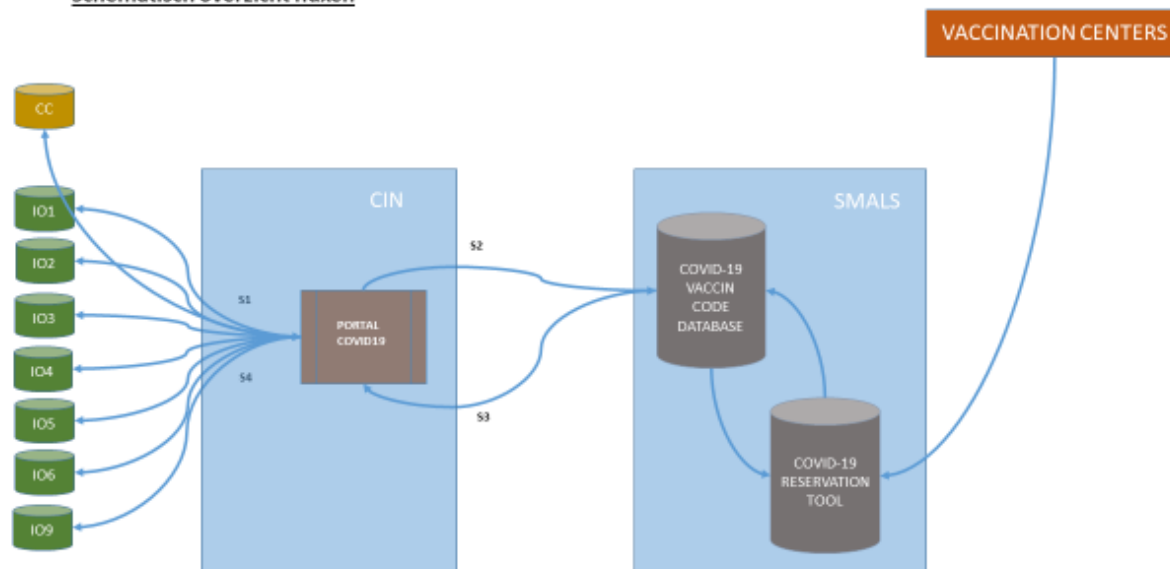 VACCINATION CENTERS
CC
IO1
IO2
IO3
IO4
IO5
IO6
IO9
CIN
S1
S4
PORTAL
COVID19
S2
S3
SMALS
COVID-19
VACCIN
CODE
DATABASE
COVID-19
RESERVATION
TOOL